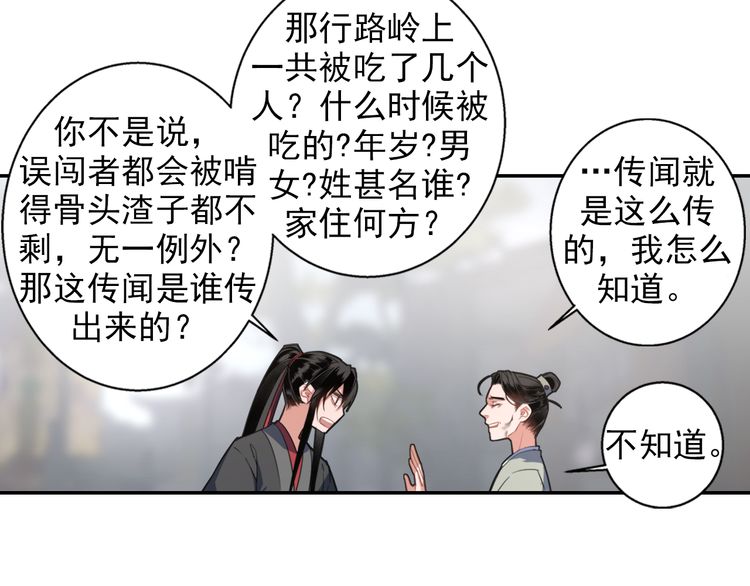 你不是说，
误闯者都会被啃
得骨头渣子都不
剩，无一例外？
那这传闻是谁传
出来的？
那行路岭上
一共被吃了几个
人？什么时候被
吃的？年岁？男
女？姓甚名谁？
家住何方？
…传闻就
是这么传
的，我怎么
知道。
不知道。